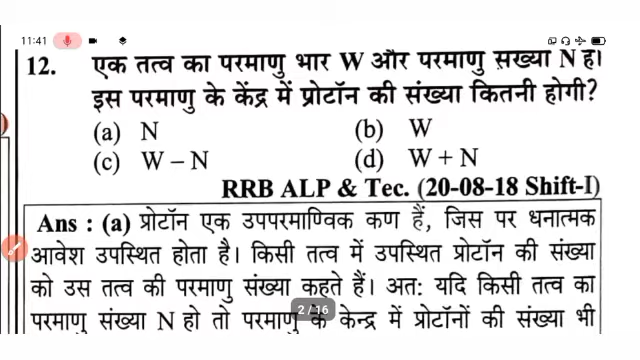 11:41
12. एक तत्व का परमाणु भार W और परमाणु सख्या N ह।
इस परमाणु के केंद्र में प्रोटॉन की संख्या कितनी होगी?
(a) N (b) W
(c) W – N (d) W + N
RRB ALP & Tec. (20-08-18 Shift-I)
Ans : (a) प्रोटॉन एक उपपरमाण्विक कण हैं, जिस पर धनात्मक
आवेश उपस्थित होता है। किसी तत्व में उपस्थित प्रोटॉन की संख्या
को उस तत्व की परमाणु संख्या कहते हैं। अत: यदि किसी तत्व का
2 / 16
परमाणु संख्या N हो तो परमाणु के केन्द्र में प्रोटॉनों की संख्या भी